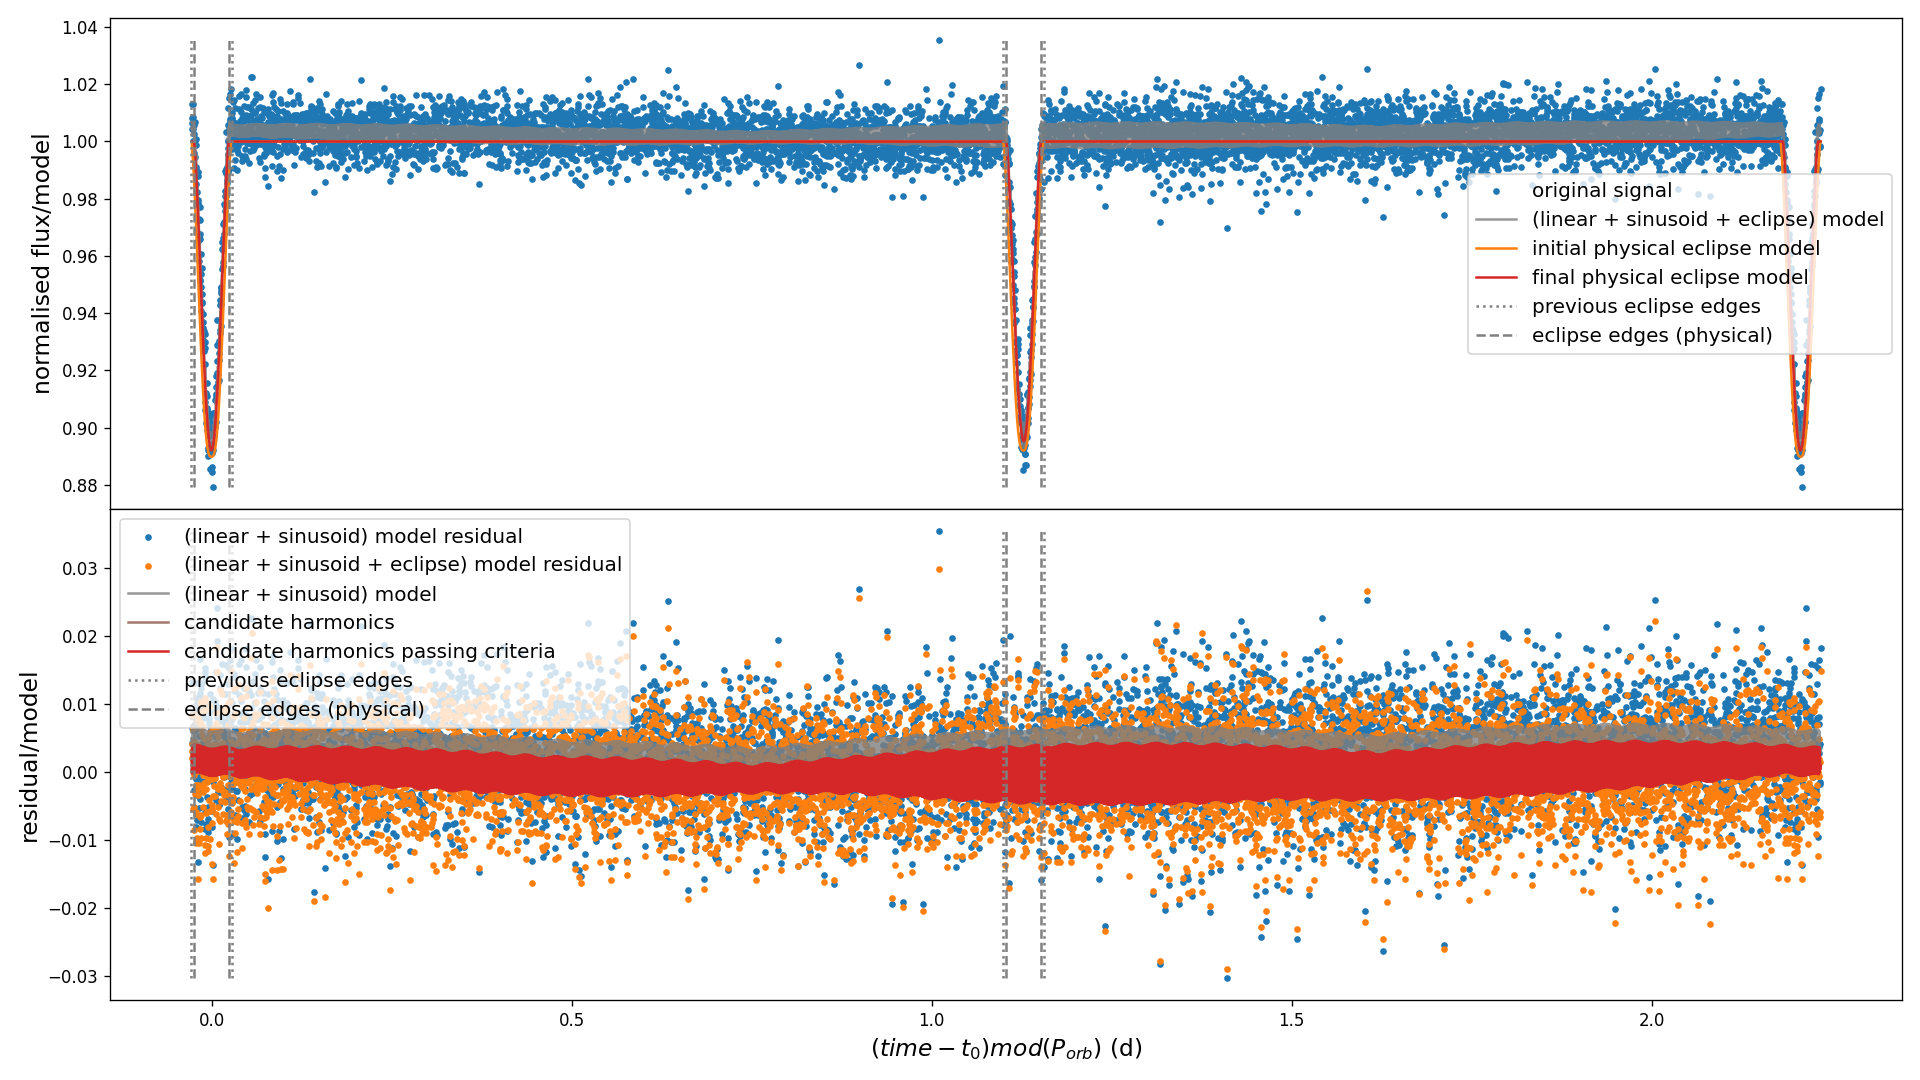 1.04
1.02
1.00
0.98
0.96
0.94
0.92
0.90
0.88
normalised flux/model
original signal
(linear + sinusoid + eclipse) model
initial physical eclipse model
final physical eclipse model
previous eclipse edges
eclipse edges (physical)
0.03
0.02
0.01
0.00
−0.01
−0.02
−0.03
residual/model
(linear + sinusoid) model residual
(linear + sinusoid + eclipse) model residual
(linear + sinusoid) model
candidate harmonics
candidate harmonics passing criteria
previous eclipse edges
eclipse edges (physical)
0.0 0.5 1.0 1.5 2.0
(time − t₀)mod(Pₒᵣb) (d)